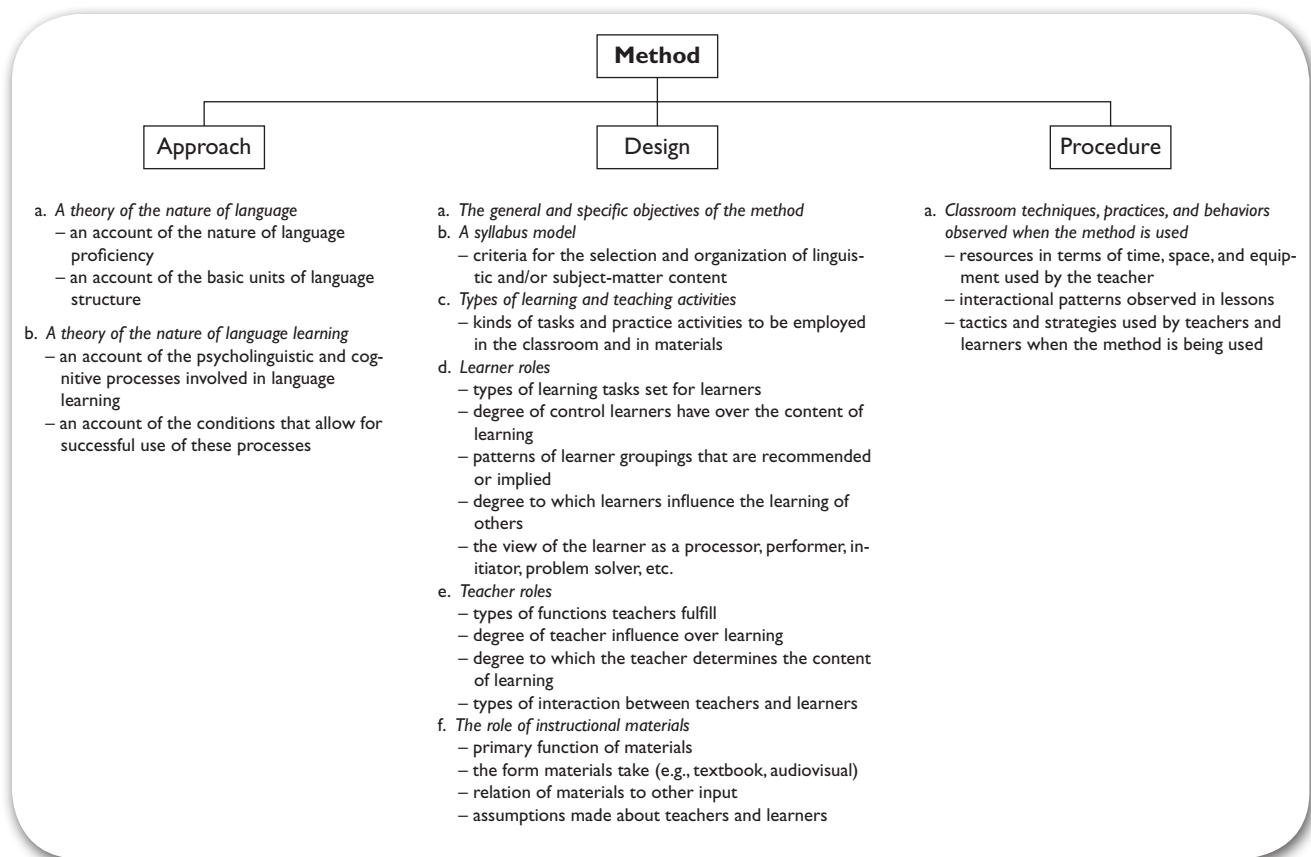 Method
Approach
Design
Procedure
a. A theory of the nature of language
– an account of the nature of language
proficiency
– an account of the basic units of language
structure
b. A theory of the nature of language learning
– an account of the psycholinguistic and cog-
nitive processes involved in language
learning
– an account of the conditions that allow for
successful use of these processes
a. The general and specific objectives of the method
b. A syllabus model
– criteria for the selection and organization of linguis-
tic and/or subject-matter content
c. Types of learning and teaching activities
– kinds of tasks and practice activities to be employed
in the classroom and in materials
d. Learner roles
– types of learning tasks set for learners
– degree of control learners have over the content of
learning
– patterns of learner groupings that are recommended
or implied
– degree to which learners influence the learning of
others
– the view of the learner as a processor, performer, in-
itiator, problem solver, etc.
e. Teacher roles
– types of functions teachers fulfill
– degree of teacher influence over learning
– degree to which the teacher determines the content
of learning
– types of interaction between teachers and learners
f. The role of instructional materials
– primary function of materials
– the form materials take (e.g., textbook, audiovisual)
– relation of materials to other input
– assumptions made about teachers and learners
a. Classroom techniques, practices, and behaviors
observed when the method is used
– resources in terms of time, space, and equip-
ment used by the teacher
– interactional patterns observed in lessons
– tactics and strategies used by teachers and
learners when the method is being used